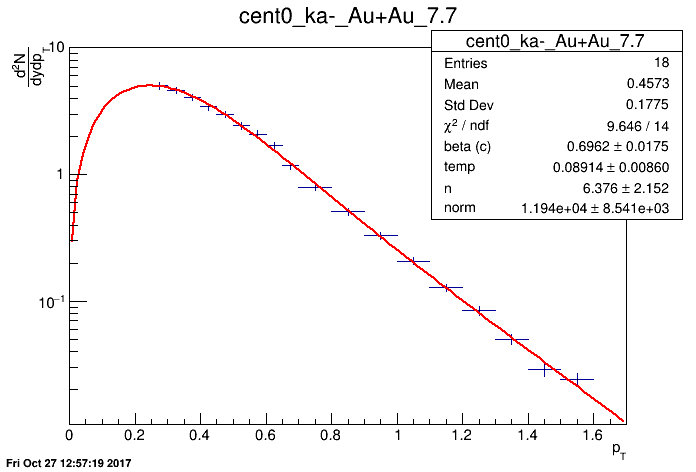 cent0_ka-_Au+Au_7.7
cent0_ka-_Au+Au_7.7
Entries 18
Mean 0.4573
Std Dev 0.1775
χ² / ndf 9.646 / 14
beta (c) 0.6962 ± 0.0175
temp 0.08914 ± 0.00860
n 6.376 ± 2.152
norm 1.194e+04 ± 8.541e+03
d²N
dydp_T
10
1
10⁻¹
0 0.2 0.4 0.6 0.8 1 1.2 1.4 1.6
p_T
Fri Oct 27 12:57:19 2017